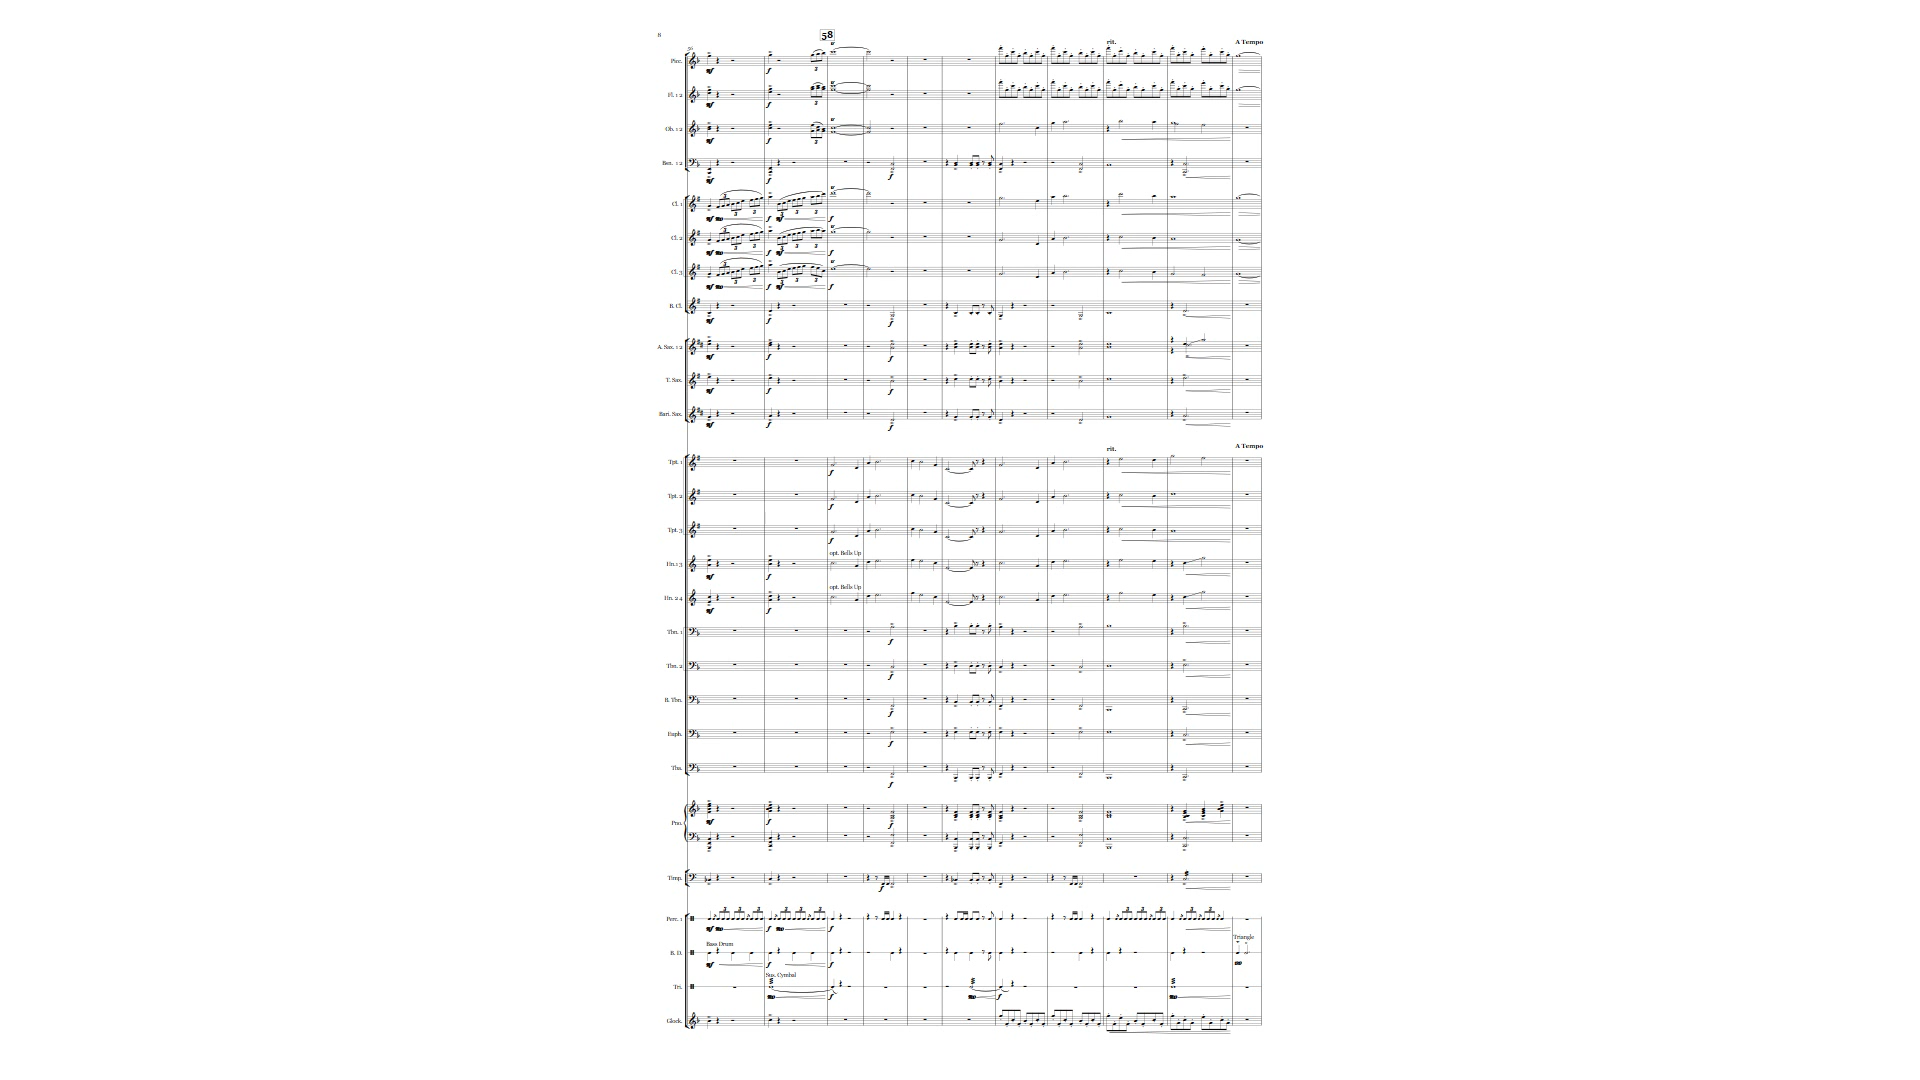 8
58
56
rit.
A Tempo
Picc.
Fl. 1 2
Ob. 1 2
Bsn. 1 2
Cl. 1
Cl. 2
Cl. 3
B. Cl.
A. Sax. 1 2
T. Sax.
Bari. Sax.
rit.
A Tempo
Tpt. 1
Tpt. 2
Tpt. 3
opt. Bells Up
Hn.1 3
opt. Bells Up
Hn. 2 4
Tbn. 1
Tbn. 2
B. Tbn.
Euph.
Tba.
Pno.
Timp.
Perc. 1
Triangle
Bass Drum
B. D.
Sus. Cymbal
Tri.
Glock.